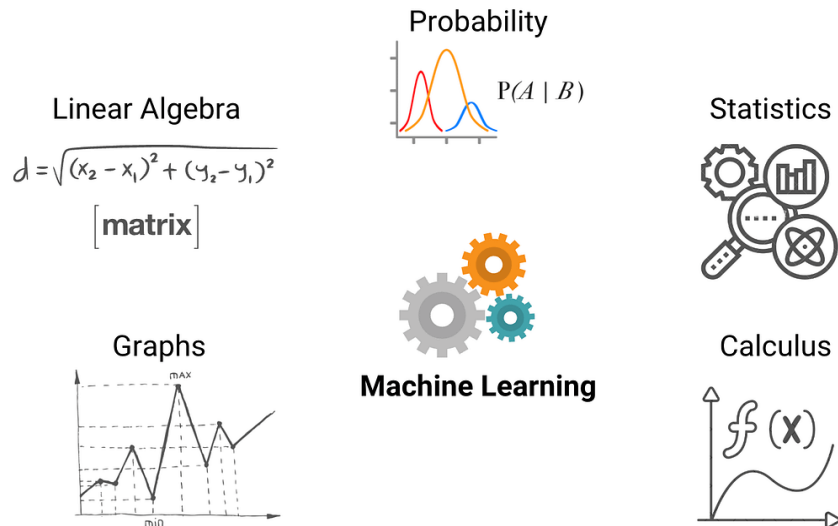 Probability
P(A | B)
Linear Algebra
d = √(x₂ - x₁)² + (y₂ - y₁)²
[matrix]
Statistics
Machine Learning
Graphs
max
min
Calculus
f(x)